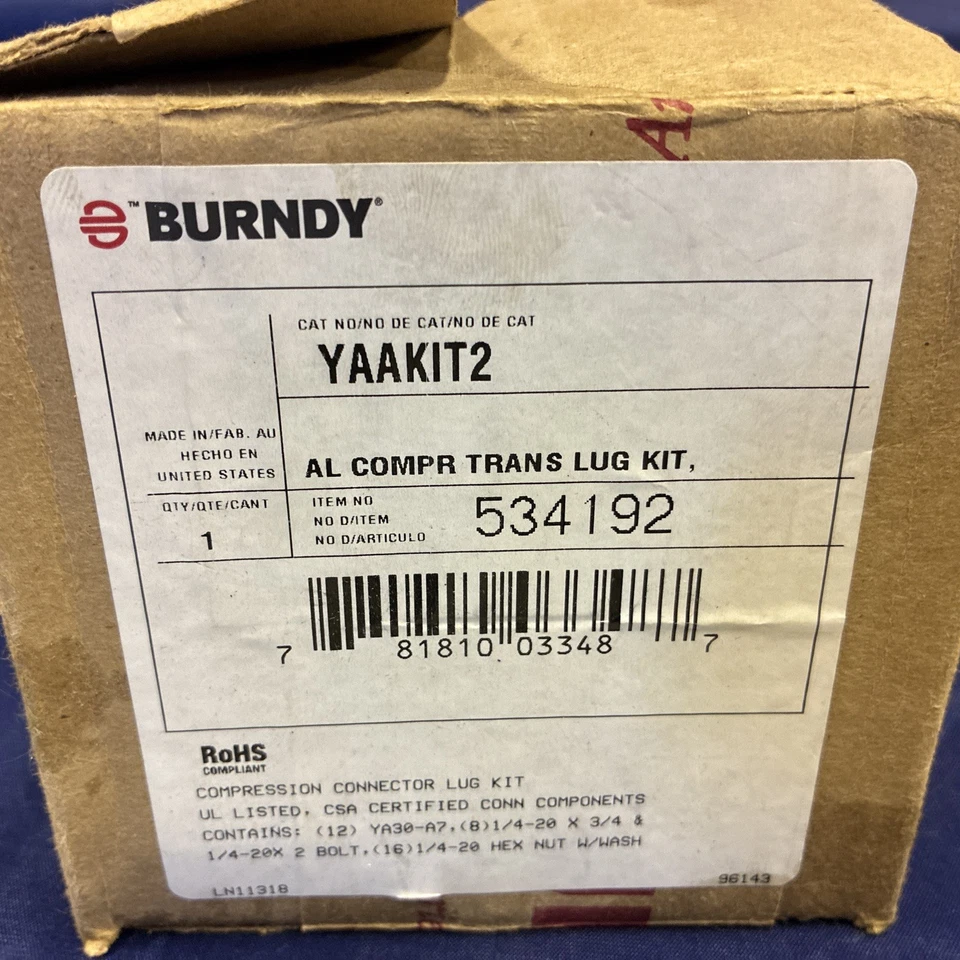 ™BURNDY®
CAT NO/NO DE CAT/NO DE CAT
YAAKIT2
MADE IN/FAB. AU
HECHO EN
UNITED STATES
AL COMPR TRANS LUG KIT,
QTY/QTE/CANT
1
ITEM NO
NO D/ITEM
NO D/ARTICULO
534192
7 81810 03348 7
RoHS
COMPLIANT
COMPRESSION CONNECTOR LUG KIT
UL LISTED, CSA CERTIFIED CONN COMPONENTS
CONTAINS: (12) YA30-A7,(8)1/4-20 X 3/4 &
1/4-20X 2 BOLT,(16)1/4-20 HEX NUT W/WASH
LN11318
96143